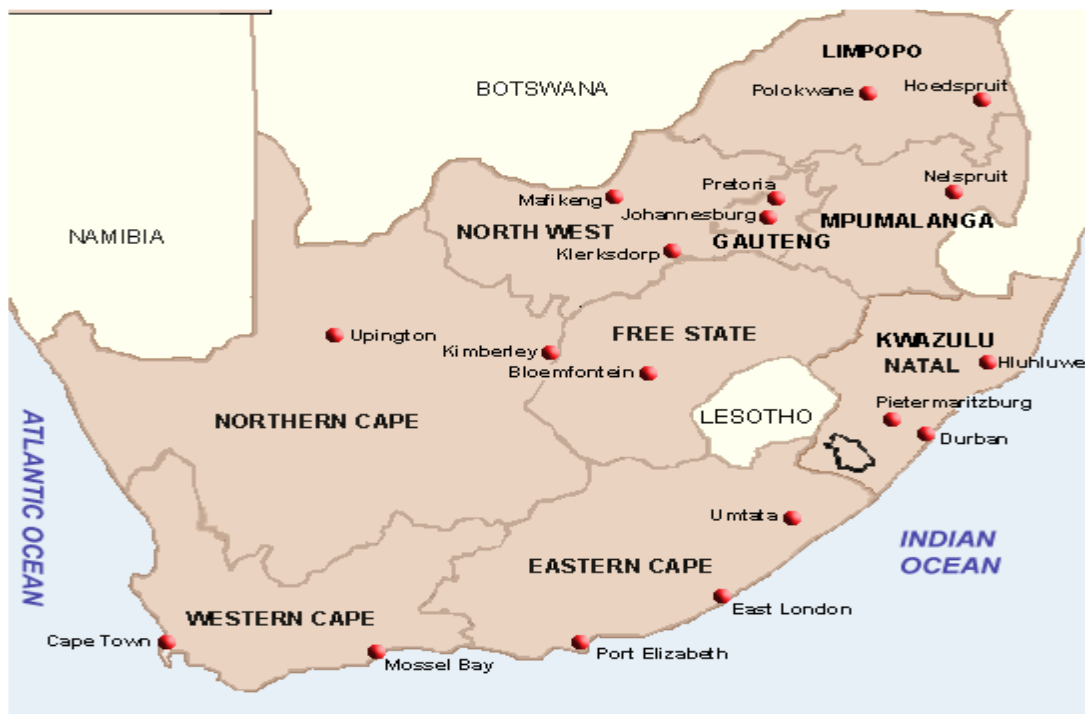 LIMPOPO
BOTSWANA
Polokwane
Hoedspruit
Pretoria
Nelspruit
Mafikeng
Johannesburg
MPUMALANGA
NAMIBIA
NORTH WEST
GAUTENG
Klerksdorp
Upington
FREE STATE
KWAZULU
NATAL
Kimberley
Bloemfontein
Hluhluwe
NORTHERN CAPE
LESOTHO
Pietermaritzburg
Durban
ATLANTIC OCEAN
Umtata
INDIAN
OCEAN
EASTERN CAPE
East London
WESTERN CAPE
Cape Town
Mossel Bay
Port Elizabeth